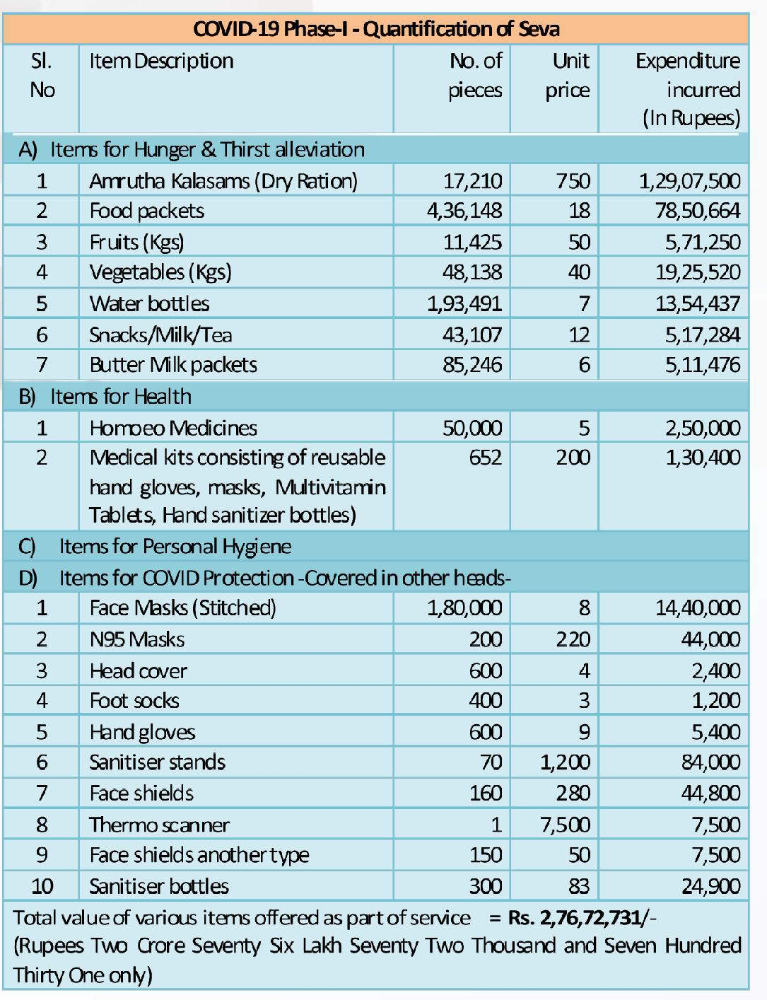 COVID-19 Phase-I - Quantification of Seva
Sl. No Item Description No. of pieces Unit price Expenditure incurred (In Rupees)
A) Items for Hunger & Thirst alleviation
1 Amrutha Kalasams (Dry Ration) 17,210 750 1,29,07,500
2 Food packets 4,36,148 18 78,50,664
3 Fruits (Kgs) 11,425 50 5,71,250
4 Vegetables (Kgs) 48,138 40 19,25,520
5 Water bottles 1,93,491 7 13,54,437
6 Snacks/Milk/Tea 43,107 12 5,17,284
7 Butter Milk packets 85,246 6 5,11,476
B) Items for Health
1 Homoeo Medicines 50,000 5 2,50,000
2 Medical kits consisting of reusable 652 200 1,30,400
hand gloves, masks, Multivitamin
Tablets, Hand sanitizer bottles)
C) Items for Personal Hygiene
D) Items for COVID Protection -Covered in other heads-
1 Face Masks (Stitched) 1,80,000 8 14,40,000
2 N95 Masks 200 220 44,000
3 Head cover 600 4 2,400
4 Foot socks 400 3 1,200
5 Hand gloves 600 9 5,400
6 Sanitiser stands 70 1,200 84,000
7 Face shields 160 280 44,800
8 Thermo scanner 1 7,500 7,500
9 Face shields another type 150 50 7,500
10 Sanitiser bottles 300 83 24,900
Total value of various items offered as part of service = Rs. 2,76,72,731/-
(Rupees Two Crore Seventy Six Lakh Seventy Two Thousand and Seven Hundred
Thirty One only)